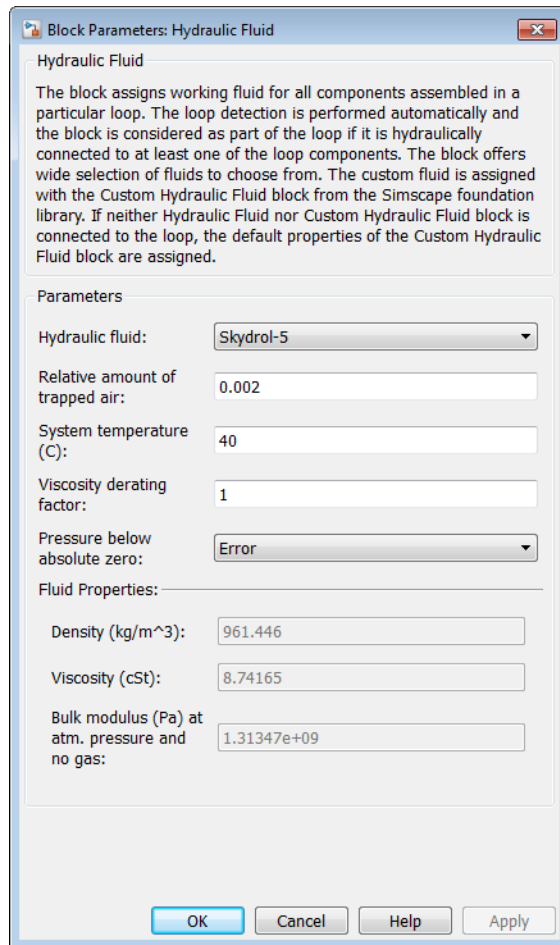 Block Parameters: Hydraulic Fluid
Hydraulic Fluid
The block assigns working fluid for all components assembled in a
particular loop. The loop detection is performed automatically and
the block is considered as part of the loop if it is hydraulically
connected to at least one of the loop components. The block offers
wide selection of fluids to choose from. The custom fluid is assigned
with the Custom Hydraulic Fluid block from the Simscape foundation
library. If neither Hydraulic Fluid nor Custom Hydraulic Fluid block is
connected to the loop, the default properties of the Custom Hydraulic
Fluid block are assigned.
Parameters
Hydraulic fluid:
Skydrol-5
Relative amount of
trapped air:
0.002
System temperature
(C):
40
Viscosity derating
factor:
1
Pressure below
absolute zero:
Error
Fluid Properties:
Density (kg/m^3):
961.446
Viscosity (cSt):
8.74165
Bulk modulus (Pa) at
atm. pressure and
no gas:
1.31347e+09
OK
Cancel
Help
Apply